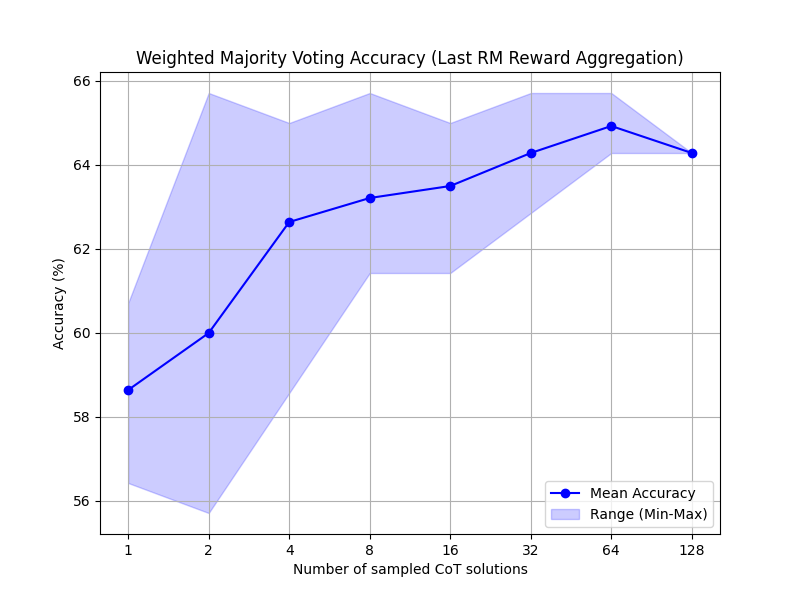 Weighted Majority Voting Accuracy (Last RM Reward Aggregation)
Accuracy (%)
66
64
62
60
58
56
1 2 4 8 16 32 64 128
Number of sampled CoT solutions
Mean Accuracy
Range (Min-Max)